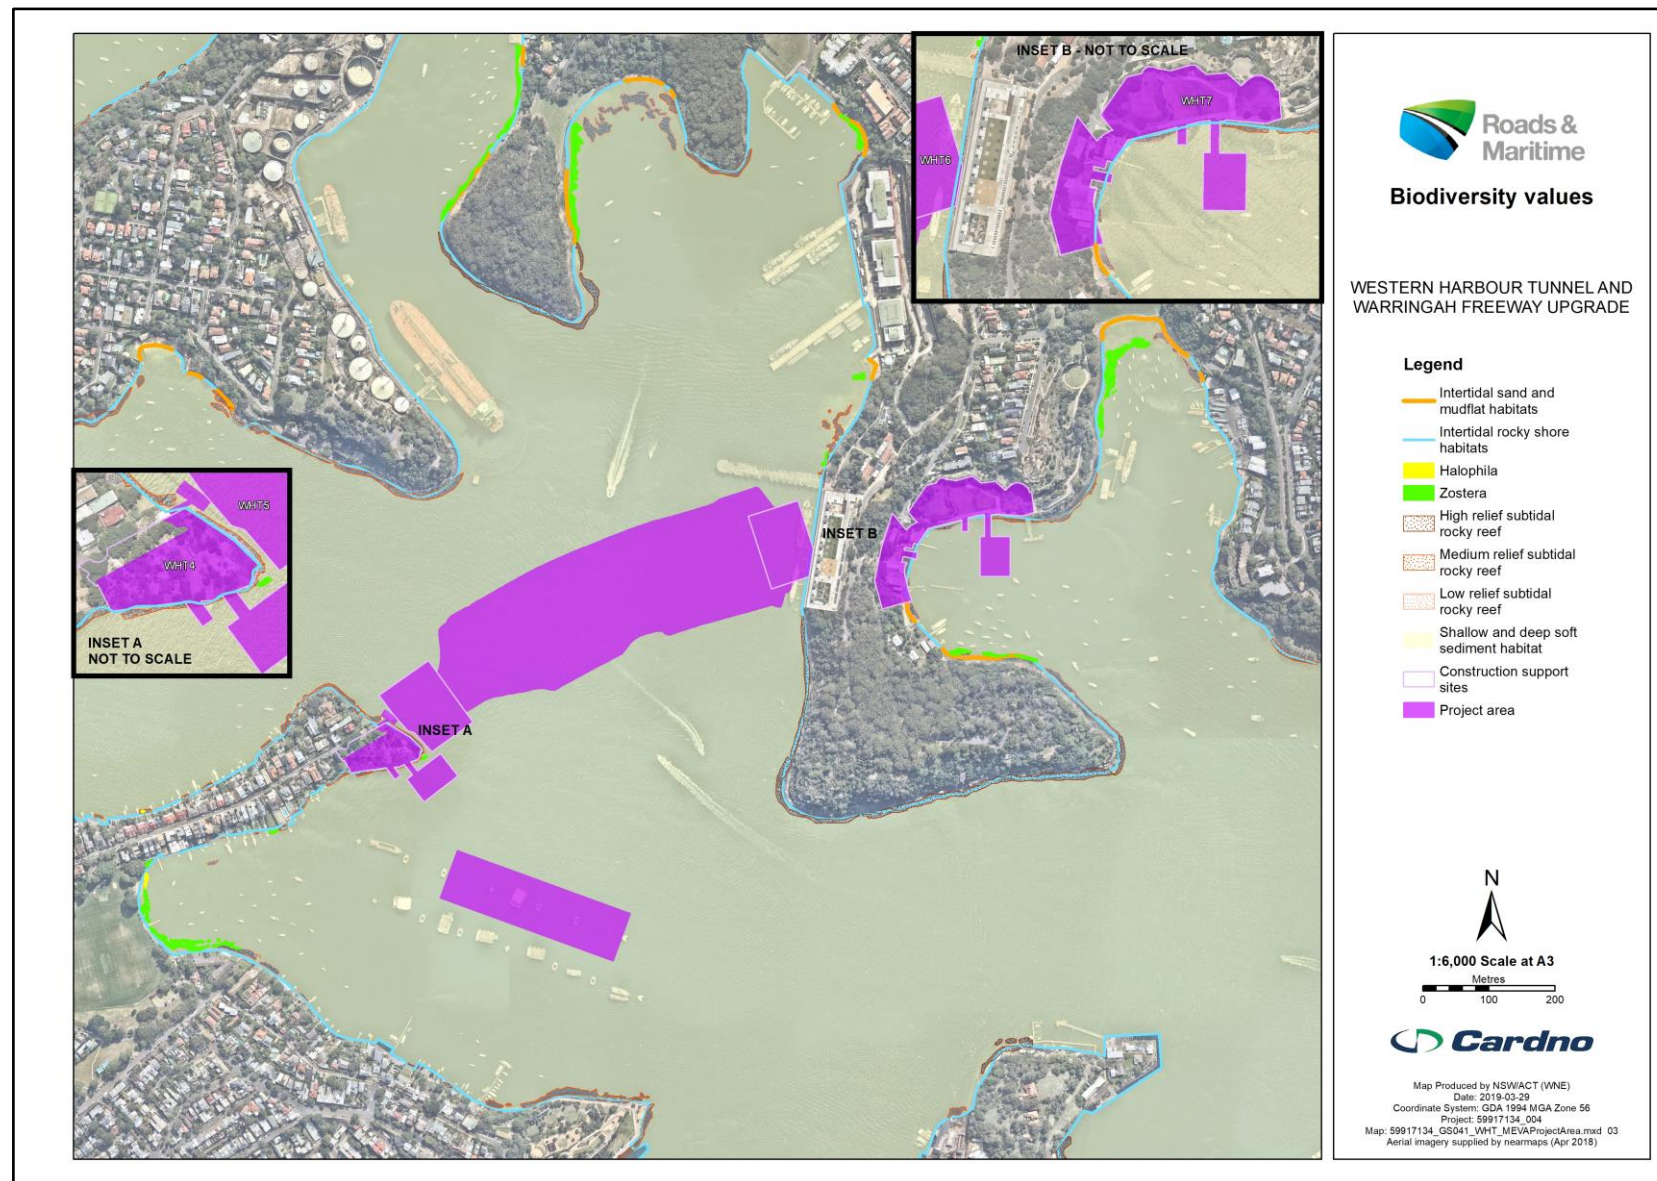 INSET B - NOT TO SCALE
WHT7
WHT6
WHT5
WHT4
INSET A
NOT TO SCALE
INSET B
INSET A
Roads &
Maritime
Biodiversity values
WESTERN HARBOUR TUNNEL AND
WARRINGAH FREEWAY UPGRADE
Legend
Intertidal sand and
mudflat habitats
Intertidal rocky shore
habitats
Halophila
Zostera
High relief subtidal
rocky reef
Medium relief subtidal
rocky reef
Low relief subtidal
rocky reef
Shallow and deep soft
sediment habitat
Construction support
sites
Project area
N
1:6,000 Scale at A3
Metres
0 100 200
Cardno
Map Produced by NSW/ACT (WNE)
Date: 2019-03-29
Coordinate System: GDA 1994 MGA Zone 56
Project: 59917134_004
Map: 59917134_GS041_WHT_MEVAProjectArea.mxd 03
Aerial imagery supplied by nearmaps (Apr 2018)